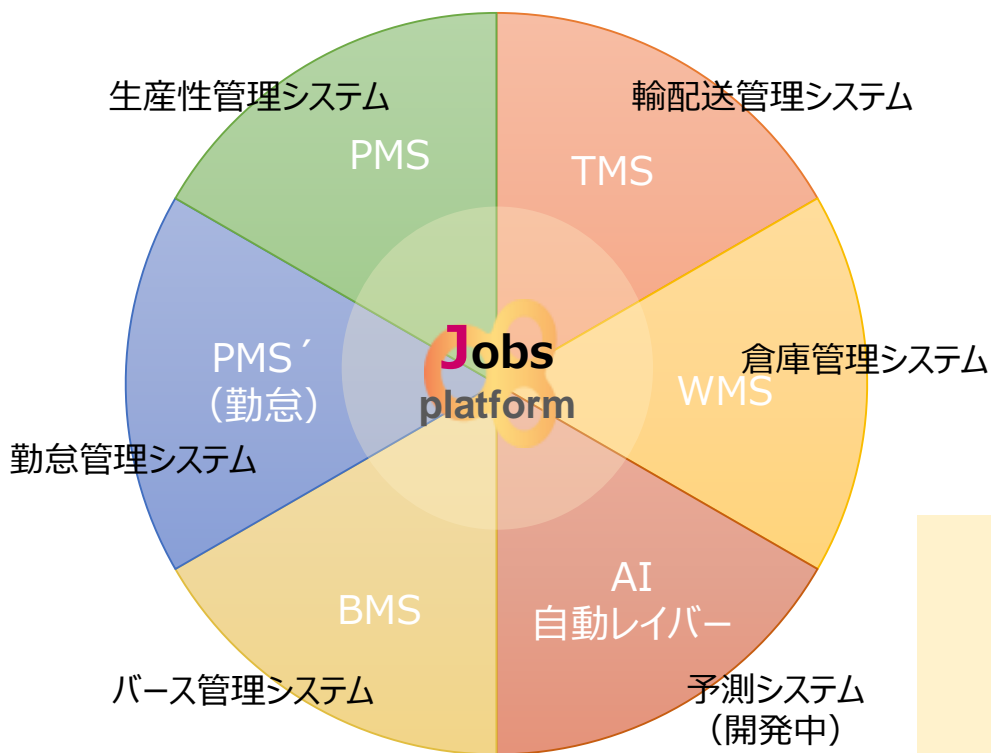 生産性管理システム
PMS
輸配送管理システム
TMS
倉庫管理システム
WMS
PMS´
（勤怠）
勤怠管理システム
Jobs
platform
BMS
バース管理システム
AI
自動レイバー
予測システム
（開発中）